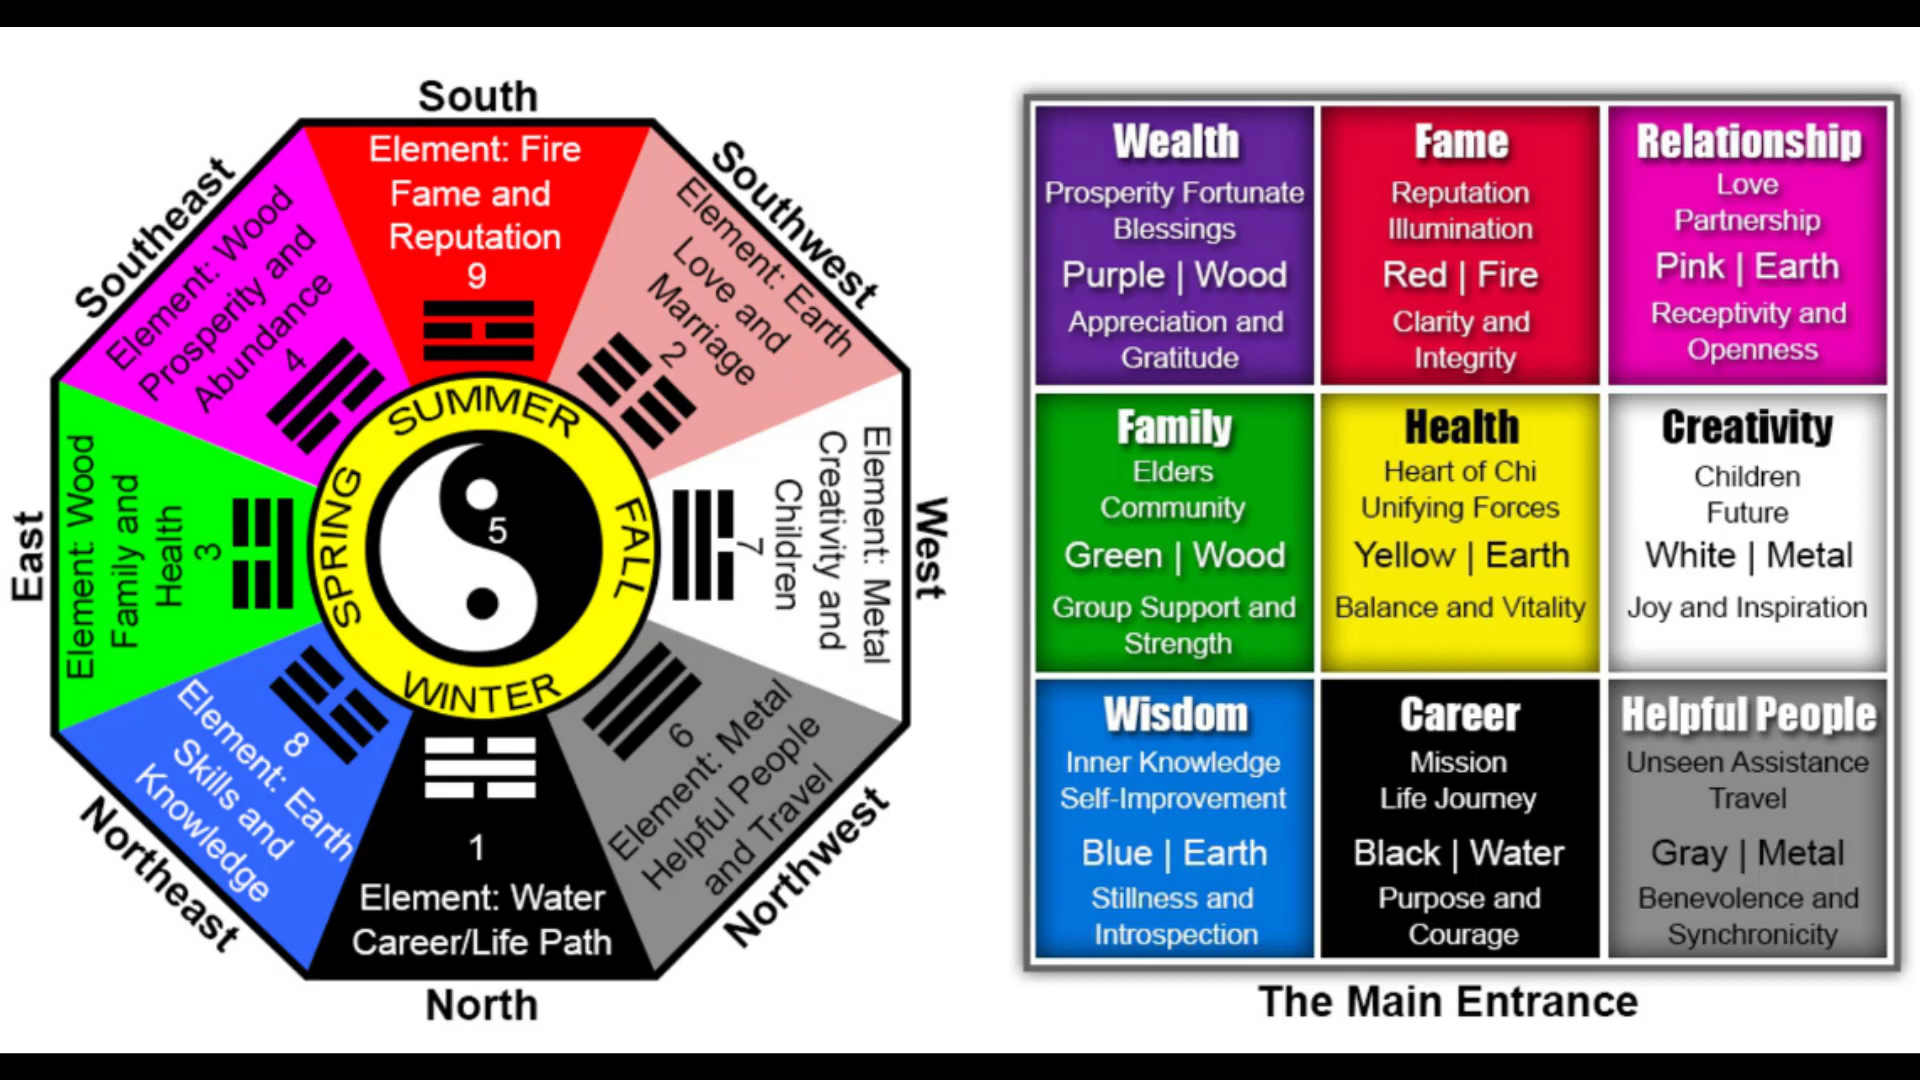 South
Element: Fire
Fame and
Reputation
9
Southwest
Element: Earth
Love and
Marriage
2
West
Element: Metal
Creativity and
Children
7
Northwest
Element: Metal
Helpful People
and Travel
6
North
1
Element: Water
Career/Life Path
Northeast
Element: Earth
Skills and
Knowledge
8
East
Element: Wood
Family and
Health
3
Southeast
Element: Wood
Prosperity and
Abundance
4
SUMMER
FALL
WINTER
SPRING
5
Wealth
Prosperity Fortunate
Blessings
Purple | Wood
Appreciation and
Gratitude
Fame
Reputation
Illumination
Red | Fire
Clarity and
Integrity
Relationship
Love
Partnership
Pink | Earth
Receptivity and
Openness
Family
Elders
Community
Green | Wood
Group Support and
Strength
Health
Heart of Chi
Unifying Forces
Yellow | Earth
Balance and Vitality
Creativity
Children
Future
White | Metal
Joy and Inspiration
Wisdom
Inner Knowledge
Self-Improvement
Blue | Earth
Stillness and
Introspection
Career
Mission
Life Journey
Black | Water
Purpose and
Courage
Helpful People
Unseen Assistance
Travel
Gray | Metal
Benevolence and
Synchronicity
The Main Entrance